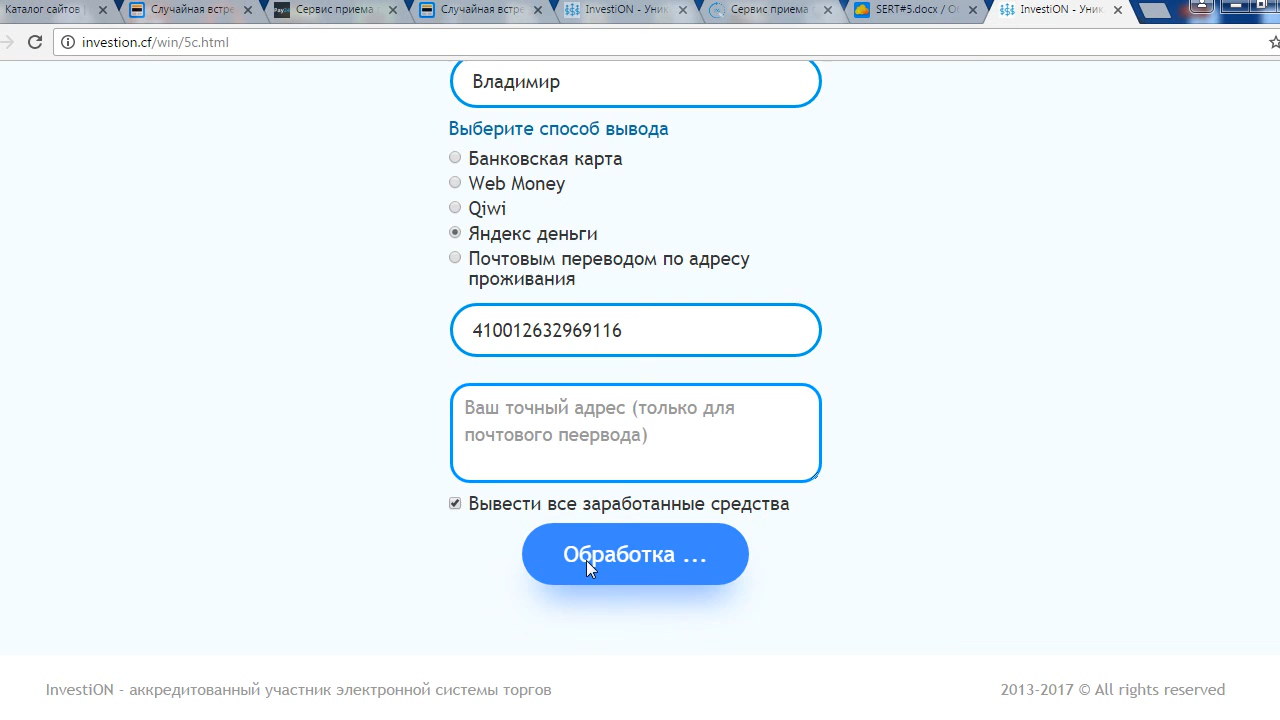 Каталог сайтов
Случайная встре
Сервис приема
Случайная встре
InvestiON - Уник
Сервис приема
SERT#5.docx /
InvestiON - Уник
investion.cf/win/5c.html
Владимир
Выберите способ вывода
Банковская карта
Web Money
Qiwi
Яндекс деньги
Почтовым переводом по адресу
проживания
410012632969116
Ваш точный адрес (только для
почтового пеервода)
Вывести все заработанные средства
Обработка ...
InvestiON - аккредитованный участник электронной системы торгов
2013-2017 © All rights reserved